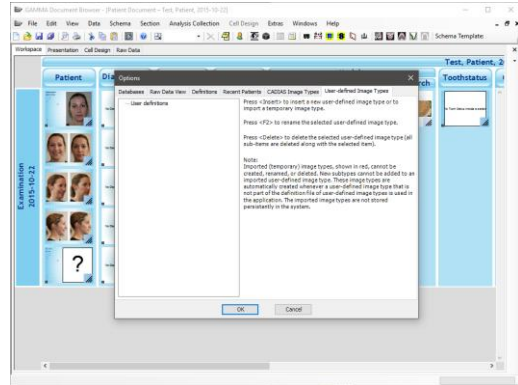 GAMMA Document Browser - [Patient Document - Test, Patient, 2015-10-22]
File Edit View Data Schema Section Analysis Collection Cell Design Extras Windows Help
Schema Template:
Workspace Presentation Cell Design Raw Data
Test, Patient, 2
Patient
Toothstatus
Examination
2015-10-22
Options
Databases Raw Data View Definitions Recent Patients CADIAS Image Types User-defined Image Types
User definitions
Press <Insert> to insert a new user-defined image type or to
import a temporary image type.
Press <F2> to rename the selected user-defined image type.
Press <Delete> to delete the selected user-defined image type (all
sub-items are deleted along with the selected item).
Note:
Imported (temporary) image types, shown in red, cannot be
created, renamed, or deleted. New subtypes cannot be added to an
imported user-defined image type. These image types are
automatically created whenever a user-defined image type that is
not part of the definition file of user-defined image types is used in
the application. The imported image types are not stored
persistently in the system.
?
OK Cancel